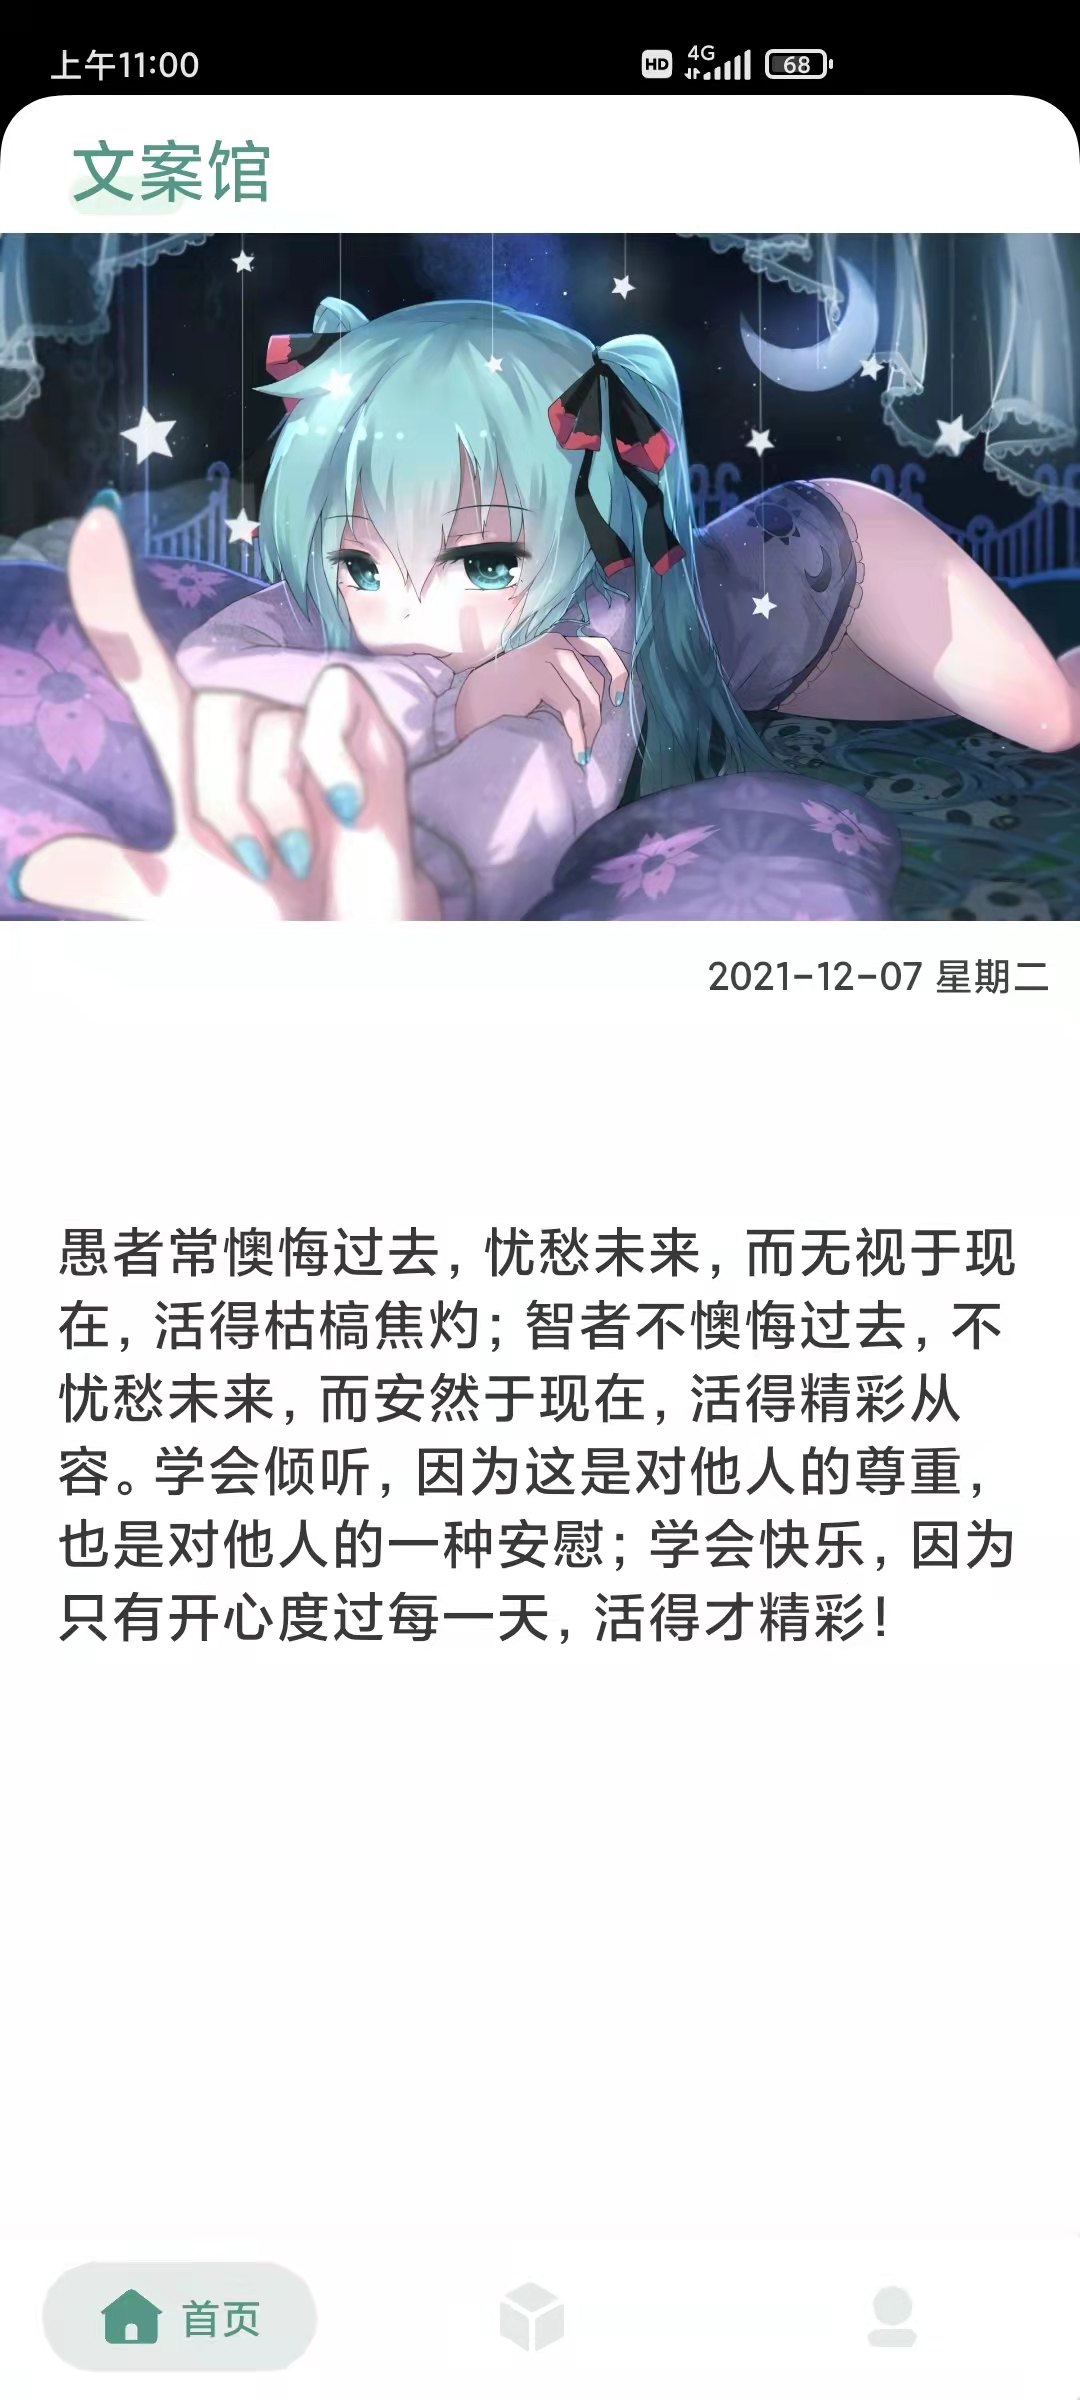 上午11:00
HD 4G 68
文案馆
2021-12-07 星期二
愚者常懊悔过去，忧愁未来，而无视于现
在，活得枯槁焦灼；智者不懊悔过去，不
忧愁未来，而安然于现在，活得精彩从
容。学会倾听，因为这是对他人的尊重，
也是对他人的一种安慰；学会快乐，因为
只有开心度过每一天，活得才精彩！
首页